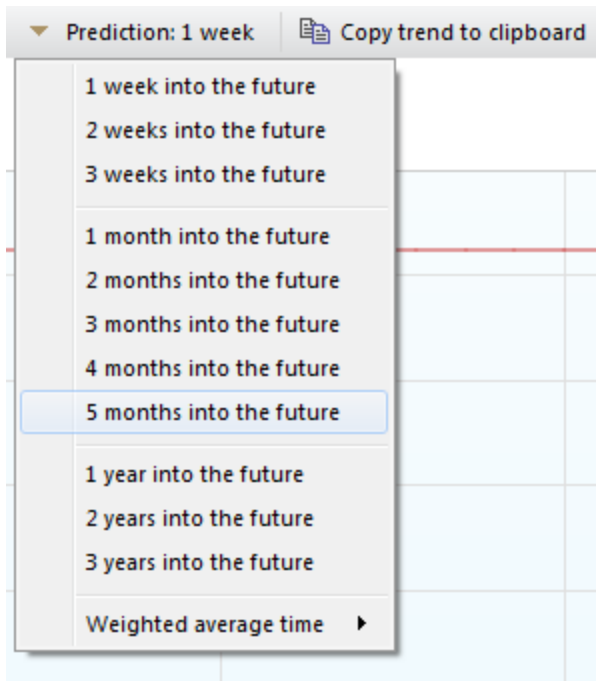 Prediction: 1 week Copy trend to clipboard
1 week into the future
2 weeks into the future
3 weeks into the future
1 month into the future
2 months into the future
3 months into the future
4 months into the future
5 months into the future
1 year into the future
2 years into the future
3 years into the future
Weighted average time